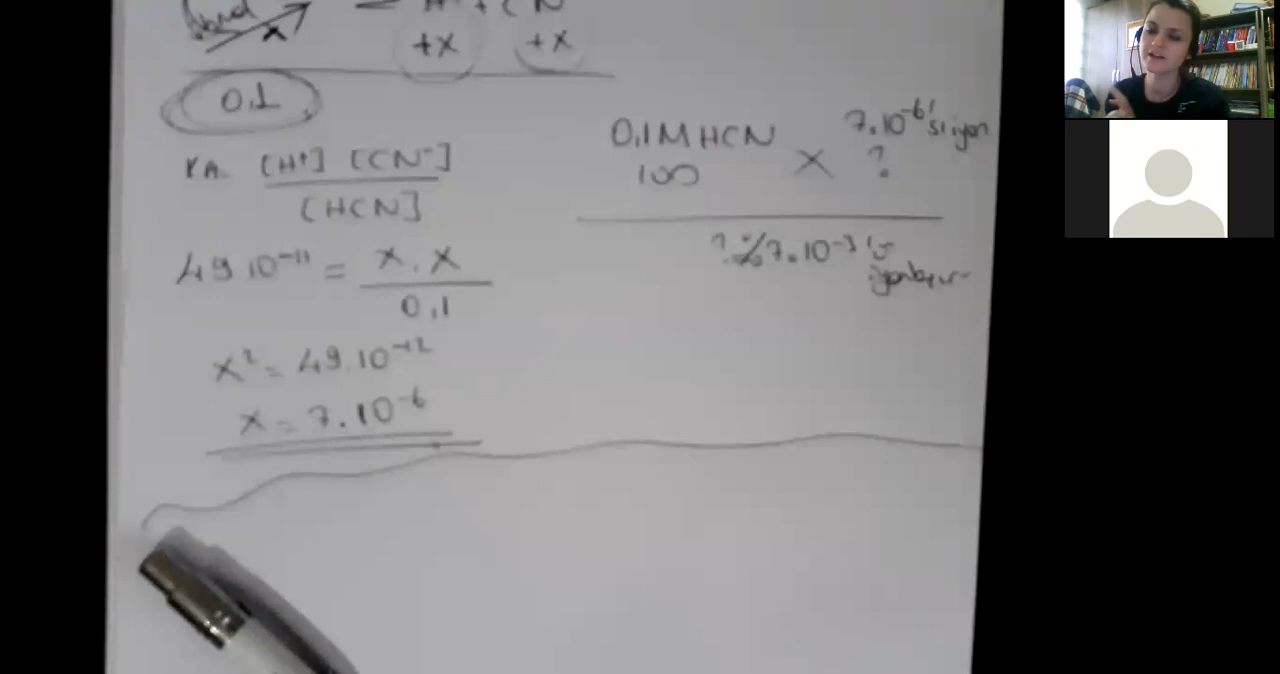 x
+x +x
0,1
KA. [H+] [CN-]
[HCN]
49 10-11 = x . x
0,1
x2 = 49.10-12
x = 7.10-6
0,1M HCN 7.10-6'sı iyon
100 X ?
? % 7.10-3'ü
iyonlaşır